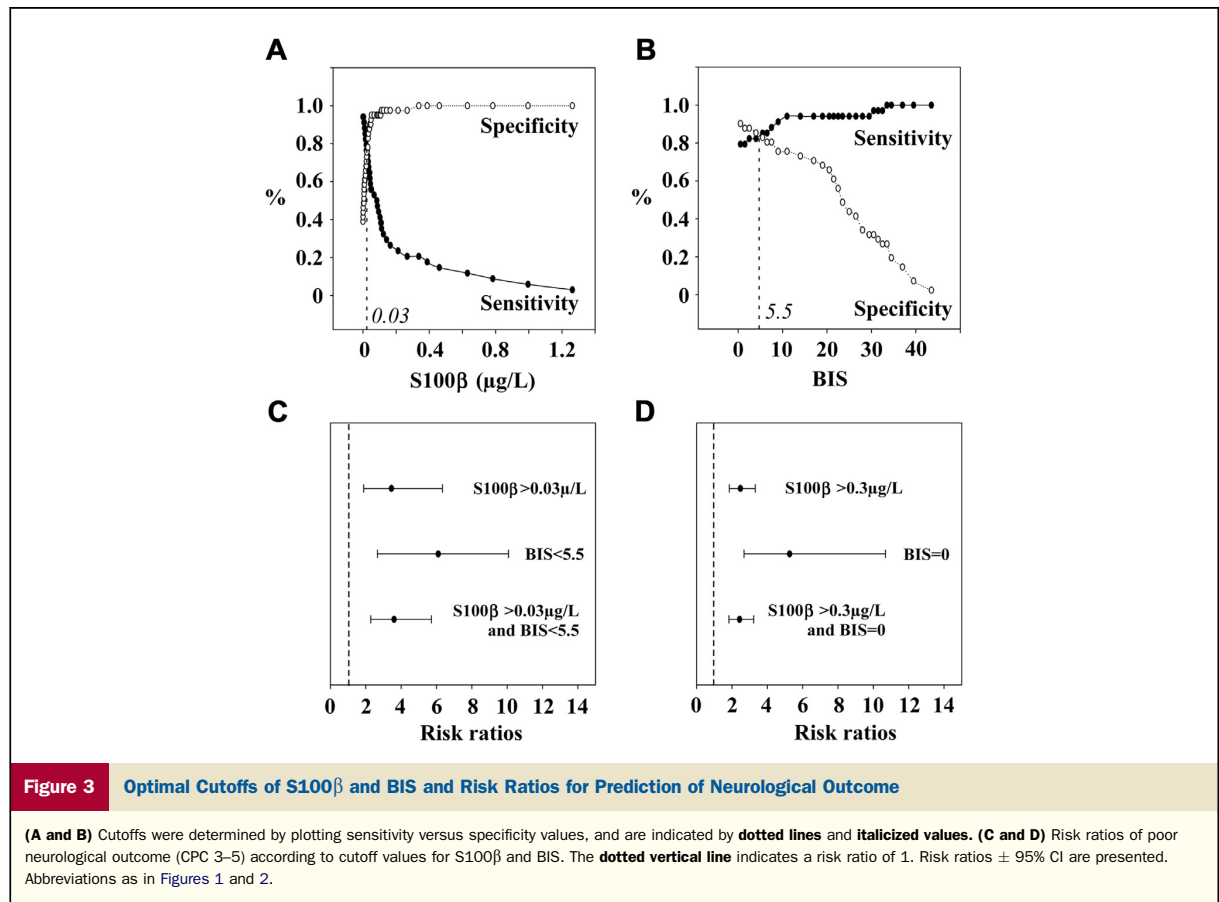 A
B
1.0
0.8
0.6
%
0.4
0.2
0
Specificity
Sensitivity
0.03
0 0.4 0.8 1.2
S100β (µg/L)
1.0
0.8
0.6
%
0.4
0.2
0
Sensitivity
Specificity
5.5
0 10 20 30 40
BIS
C
D
S100β>0.03µ/L
BIS<5.5
S100β >0.03µg/L
and BIS<5.5
0 2 4 6 8 10 12 14
Risk ratios
S100β >0.3µg/L
BIS=0
S100β >0.3µg/L
and BIS=0
0 2 4 6 8 10 12 14
Risk ratios
Figure 3 Optimal Cutoffs of S100β and BIS and Risk Ratios for Prediction of Neurological Outcome
(A and B) Cutoffs were determined by plotting sensitivity versus specificity values, and are indicated by dotted lines and italicized values. (C and D) Risk ratios of poor
neurological outcome (CPC 3–5) according to cutoff values for S100β and BIS. The dotted vertical line indicates a risk ratio of 1. Risk ratios ± 95% CI are presented.
Abbreviations as in Figures 1 and 2.